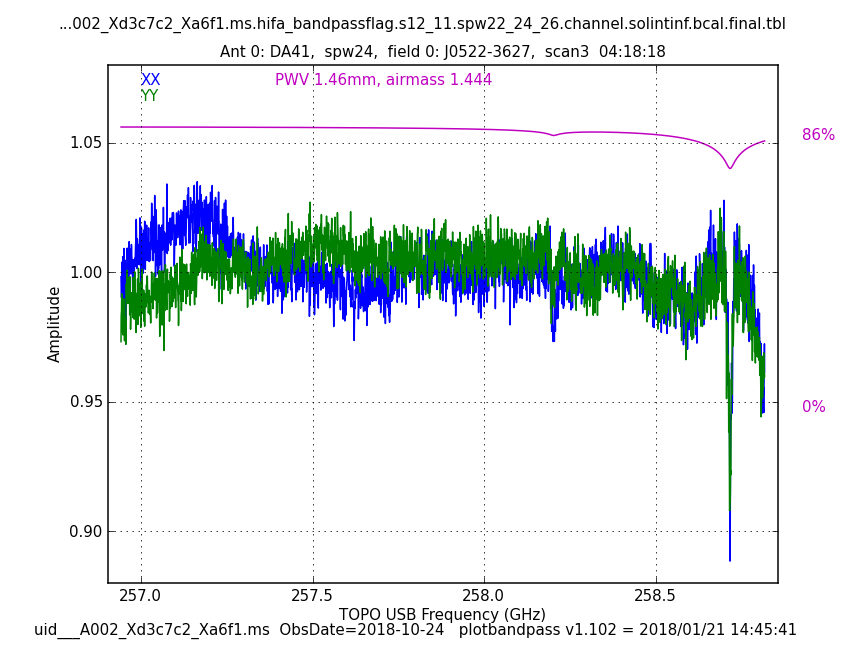 ...002_Xd3c7c2_Xa6f1.ms.hifa_bandpassflag.s12_11.spw22_24_26.channel.solintinf.bcal.final.tbl
Ant 0: DA41,  spw24,  field 0: J0522-3627,  scan3  04:18:18
XX
PWV 1.46mm, airmass 1.444
YY
86%
1.05
1.00
Amplitude
0.95
0%
0.90
257.0 257.5 258.0 258.5
TOPO USB Frequency (GHz)
uid___A002_Xd3c7c2_Xa6f1.ms  ObsDate=2018-10-24   plotbandpass v1.102 = 2018/01/21 14:45:41